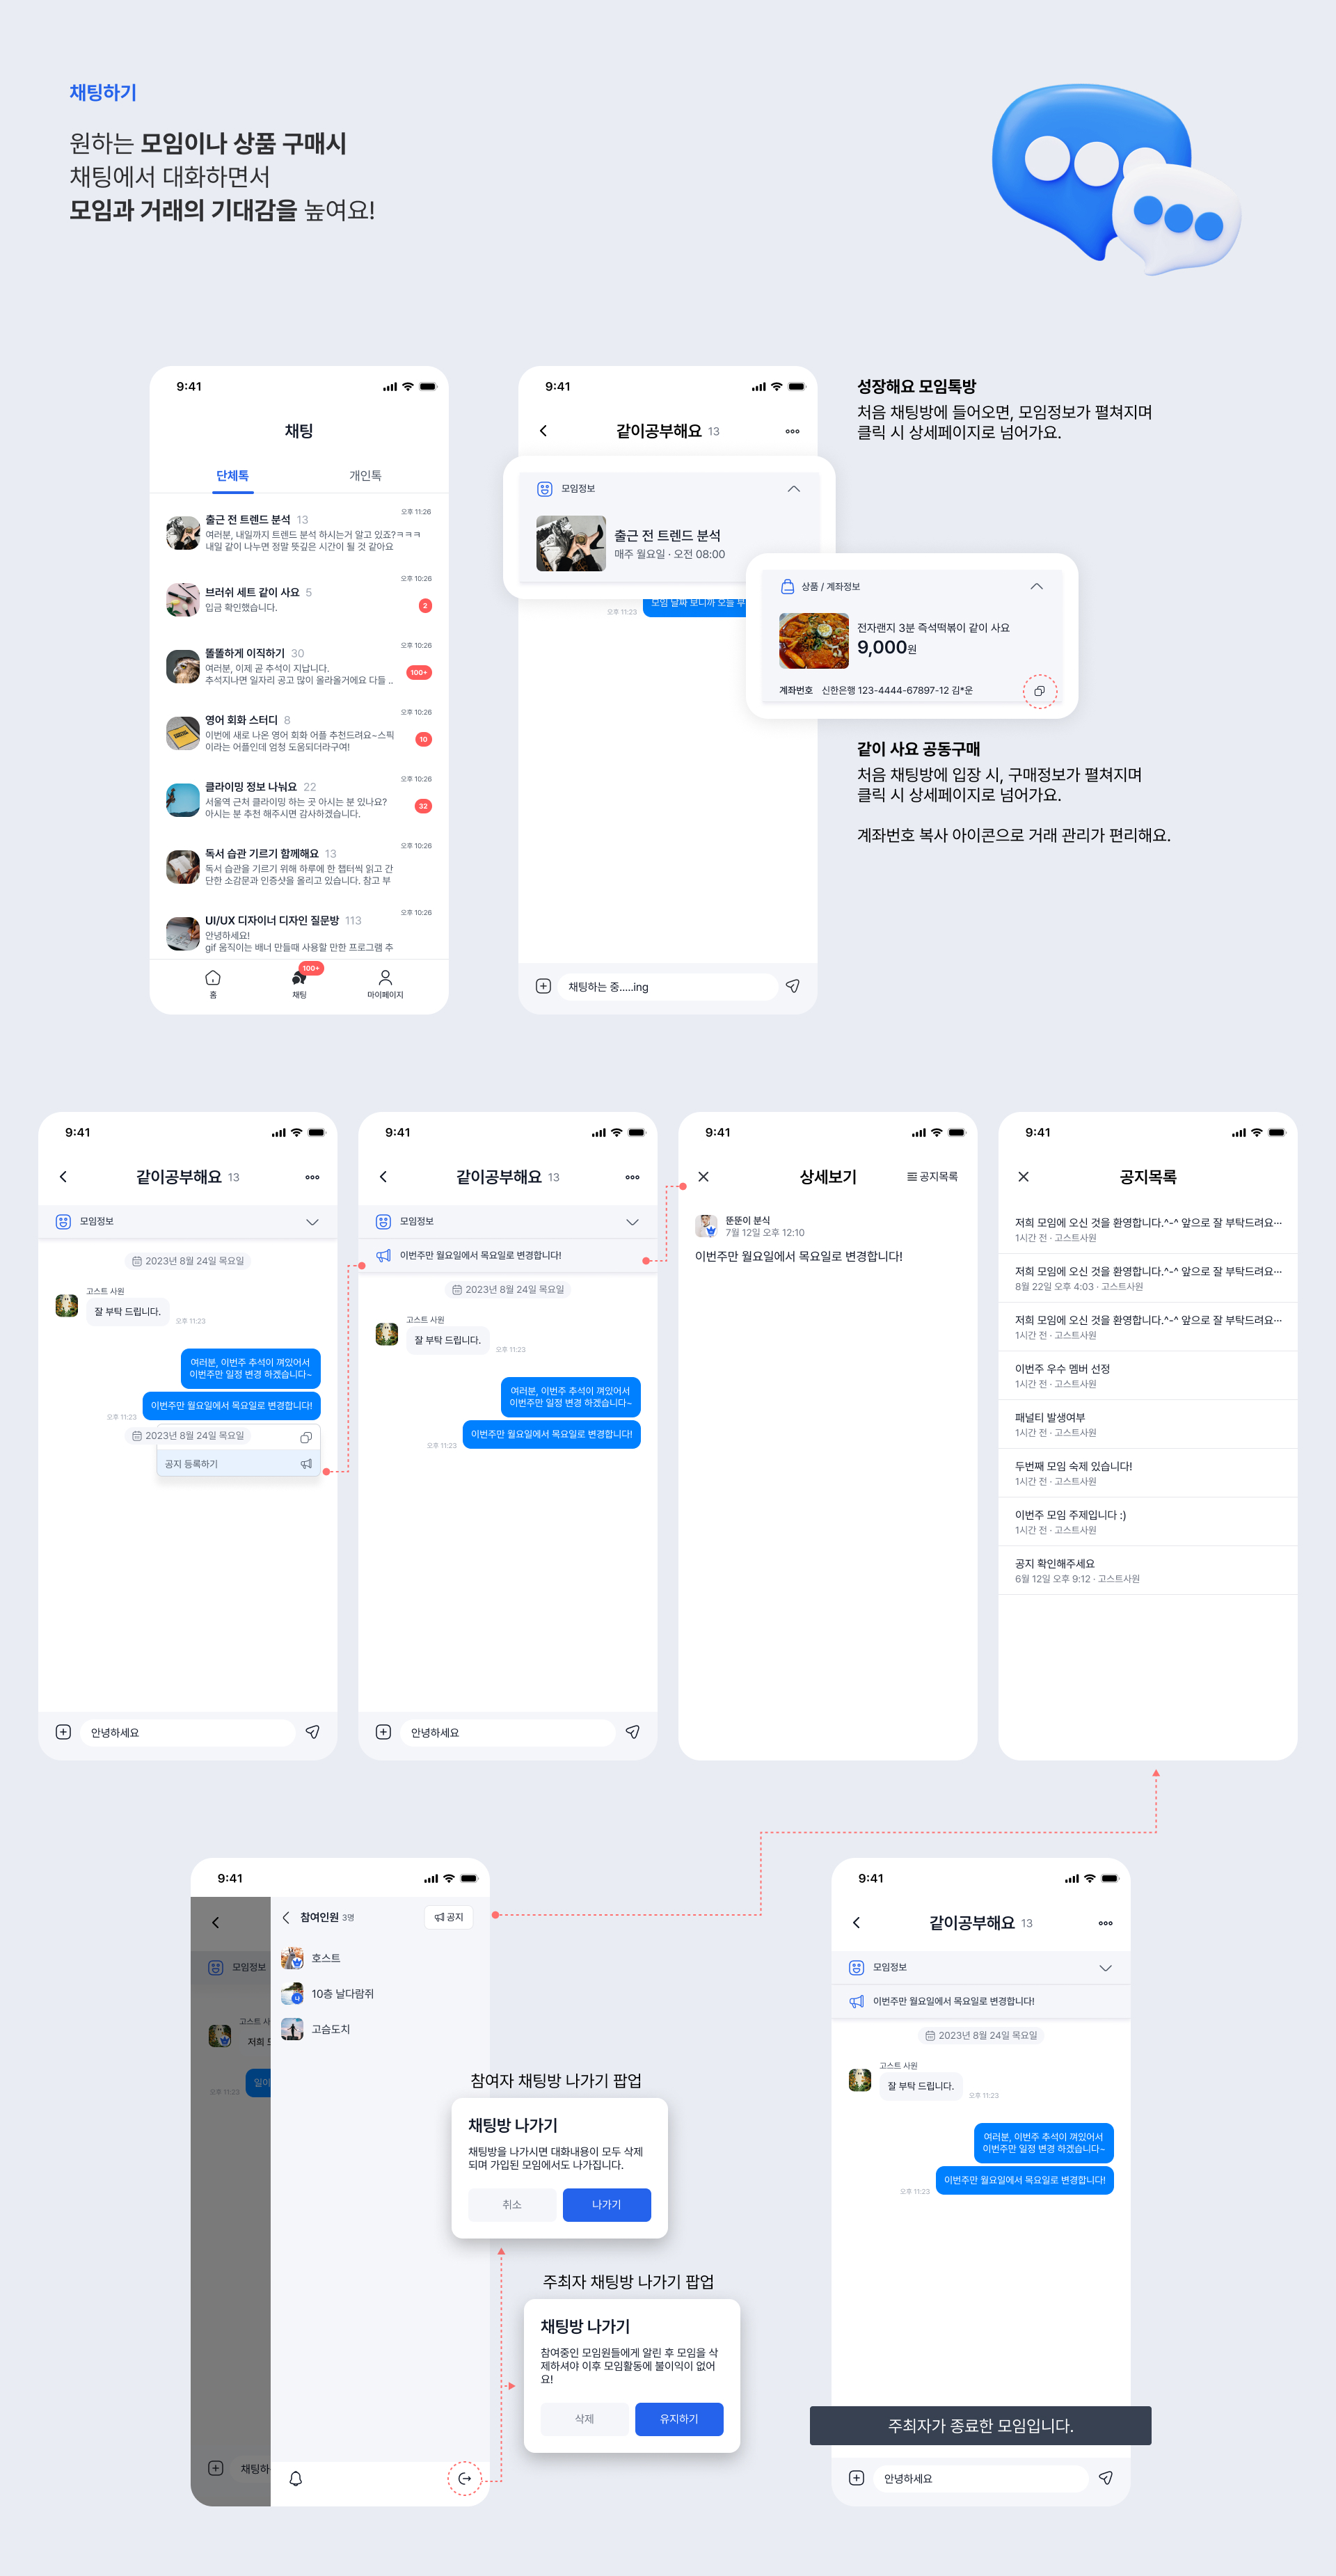 채팅하기
원하는 모임이나 상품 구매시
채팅에서 대화하면서
모임과 거래의 기대감을 높여요!
9:41
채팅
단체톡
개인톡
출근 전 트렌드 분석 13
오후 11:26
여러분, 내일까지 트렌드 분석 하시는거 알고 있죠?ㅋㅋㅋ
내일 같이 나누면 정말 뜻깊은 시간이 될 것 같아요
오후 10:26
브러쉬 세트 같이 사요 5
입금 확인했습니다.
2
오후 10:26
똘똘하게 이직하기 30
여러분, 이제 곧 추석이 지납니다.
추석지나면 일자리 공고 많이 올라올거에요 다들 ..
100+
오후 10:26
영어 회화 스터디 8
이번에 새로 나온 영어 회화 어플 추천드려요~스픽
이라는 어플인데 엄청 도움되더라구여!
10
오후 10:26
클라이밍 정보 나눠요 22
서울역 근처 클라이밍 하는 곳 아시는 분 있나요?
아시는 분 추천 해주시면 감사하겠습니다.
32
오후 10:26
독서 습관 기르기 함께해요 13
독서 습관을 기르기 위해 하루에 한 챕터씩 읽고 간
단한 소감문과 인증샷을 올리고 있습니다. 참고 부
오후 10:26
UI/UX 디자이너 디자인 질문방 113
안녕하세요!
gif 움직이는 배너 만들때 사용할 만한 프로그램 추
100+
홈
채팅
마이페이지
9:41
같이공부해요 13
모임정보
출근 전 트렌드 분석
매주 월요일 · 오전 08:00
오후 11:23
모임 날짜 보니까 오늘 부
채팅하는 중.....ing
성장해요 모임톡방
처음 채팅방에 들어오면, 모임정보가 펼쳐지며
클릭 시 상세페이지로 넘어가요.
상품 / 계좌정보
전자랜지 3분 즉석떡볶이 같이 사요
9,000원
계좌번호 신한은행 123-4444-67897-12 김*운
같이 사요 공동구매
처음 채팅방에 입장 시, 구매정보가 펼쳐지며
클릭 시 상세페이지로 넘어가요.
계좌번호 복사 아이콘으로 거래 관리가 편리해요.
9:41
같이공부해요 13
모임정보
2023년 8월 24일 목요일
고스트 사원
잘 부탁 드립니다.
오후 11:23
여러분, 이번주 추석이 껴있어서
이번주만 일정 변경 하겠습니다~
이번주만 월요일에서 목요일로 변경합니다!
오후 11:23
2023년 8월 24일 목요일
공지 등록하기
안녕하세요
9:41
같이공부해요 13
모임정보
이번주만 월요일에서 목요일로 변경합니다!
2023년 8월 24일 목요일
고스트 사원
잘 부탁 드립니다.
오후 11:23
여러분, 이번주 추석이 껴있어서
이번주만 일정 변경 하겠습니다~
이번주만 월요일에서 목요일로 변경합니다!
오후 11:23
안녕하세요
9:41
상세보기
공지목록
뚠뚠이 분식
7월 12일 오후 12:10
이번주만 월요일에서 목요일로 변경합니다!
9:41
공지목록
저희 모임에 오신 것을 환영합니다.^-^ 앞으로 잘 부탁드려요···
1시간 전 · 고스트사원
저희 모임에 오신 것을 환영합니다.^-^ 앞으로 잘 부탁드려요···
8월 22일 오후 4:03 · 고스트사원
저희 모임에 오신 것을 환영합니다.^-^ 앞으로 잘 부탁드려요···
1시간 전 · 고스트사원
이번주 우수 멤버 선정
1시간 전 · 고스트사원
패널티 발생여부
1시간 전 · 고스트사원
두번째 모임 숙제 있습니다!
1시간 전 · 고스트사원
이번주 모임 주제입니다 :)
1시간 전 · 고스트사원
공지 확인해주세요
6월 12일 오후 9:12 · 고스트사원
9:41
모임정보
고스트 사
저희 모
오후 11:23
일이
채팅하
참여인원 3명
공지
호스트
10층 날다람쥐
고슴도치
참여자 채팅방 나가기 팝업
채팅방 나가기
채팅방을 나가시면 대화내용이 모두 삭제
되며 가입된 모임에서도 나가집니다.
취소
나가기
주최자 채팅방 나가기 팝업
채팅방 나가기
참여중인 모임원들에게 알린 후 모임을 삭
제하셔야 이후 모임활동에 불이익이 없어
요!
삭제
유지하기
9:41
같이공부해요 13
모임정보
이번주만 월요일에서 목요일로 변경합니다!
2023년 8월 24일 목요일
고스트 사원
잘 부탁 드립니다.
오후 11:23
여러분, 이번주 추석이 껴있어서
이번주만 일정 변경 하겠습니다~
이번주만 월요일에서 목요일로 변경합니다!
오후 11:23
주최자가 종료한 모임입니다.
안녕하세요